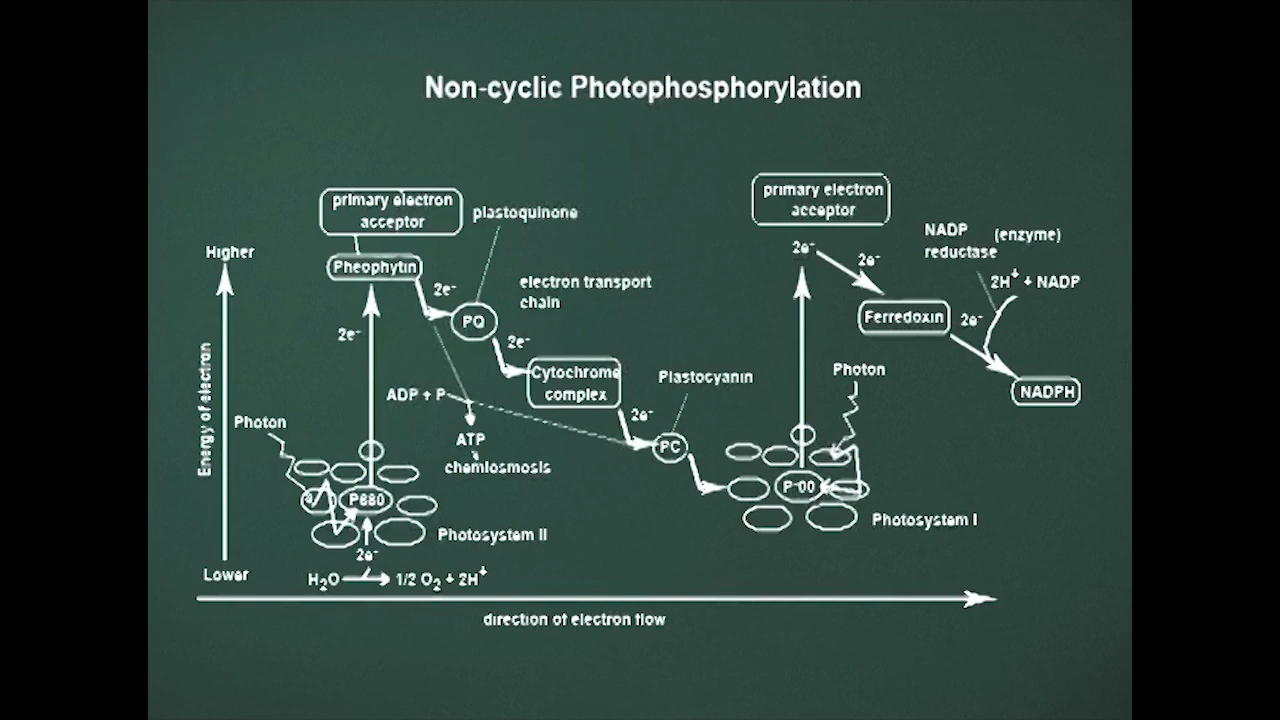 Non-cyclic Photophosphorylation
primary electron
acceptor
plastoquinone
Higher
Pheophytin
2e⁻
electron transport
chain
PQ
2e⁻
2e⁻
Cytochrome
complex
Energy of electron
ADP + P
2e⁻
Plastocyanin
Photon
ATP
PC
chemiosmosis
P680
Photosystem II
2e⁻
Lower
H₂O
1/2 O₂ + 2H⁺
primary electron
acceptor
NADP
reductase
(enzyme)
2e⁻
2e⁻
2H⁺ + NADP
Ferredoxin
2e⁻
Photon
NADPH
Photosystem I
direction of electron flow